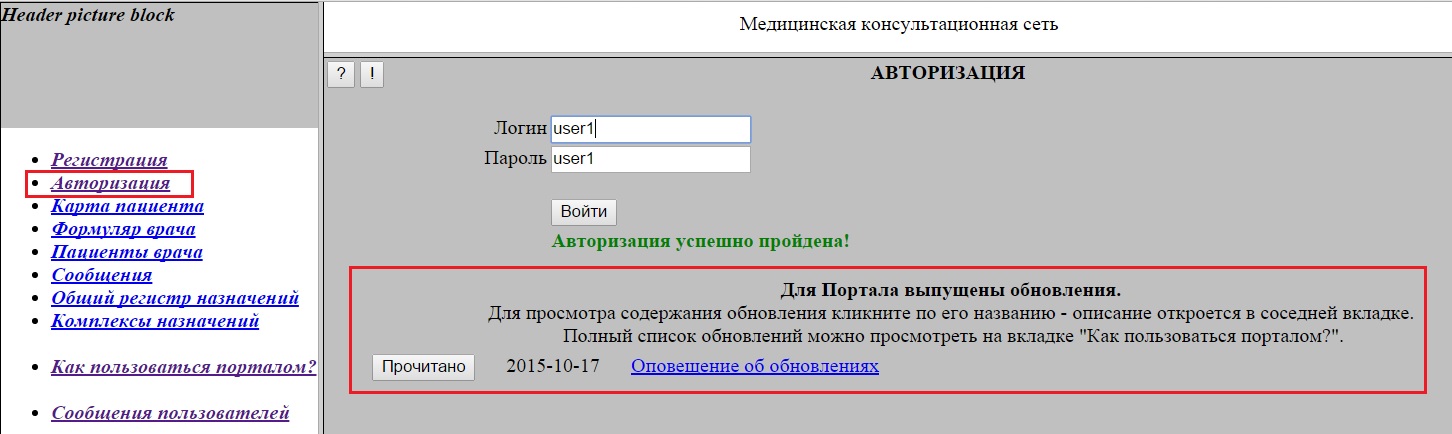 Header picture block
Регистрация
Авторизация
Карта пациента
Формуляр врача
Пациенты врача
Сообщения
Общий регистр назначений
Комплексы назначений
Как пользоваться порталом?
Сообщения пользователей
Медицинская консультационная сеть
? !
АВТОРИЗАЦИЯ
Логин user1
Пароль user1
Войти
Авторизация успешно пройдена!
Для Портала выпущены обновления.
Для просмотра содержания обновления кликните по его названию - описание откроется в соседней вкладке.
Полный список обновлений можно просмотреть на вкладке "Как пользоваться порталом?".
Прочитано 2015-10-17 Оповешение об обновлениях